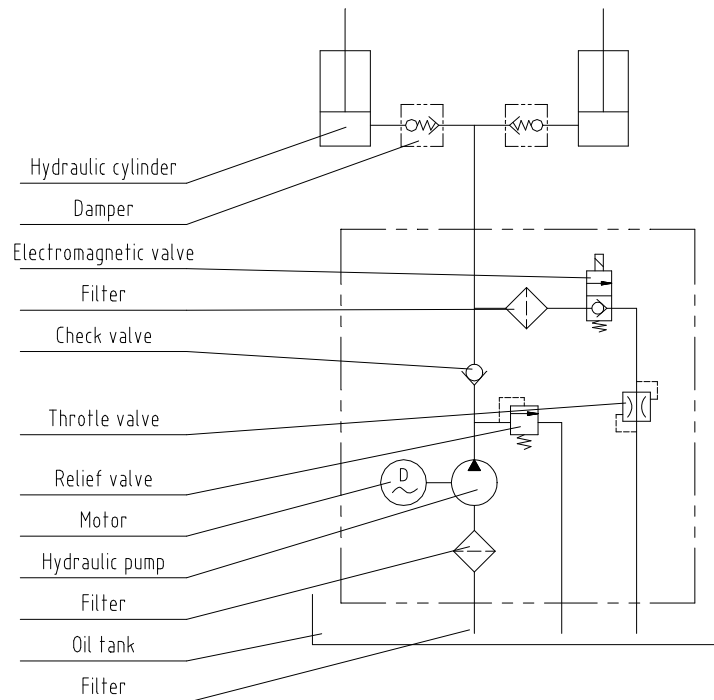 Hydraulic cylinder
Damper
Electromagnetic valve
Filter
Check valve
Throtle valve
Relief valve
D
Motor
Hydraulic pump
Filter
Oil tank
Filter